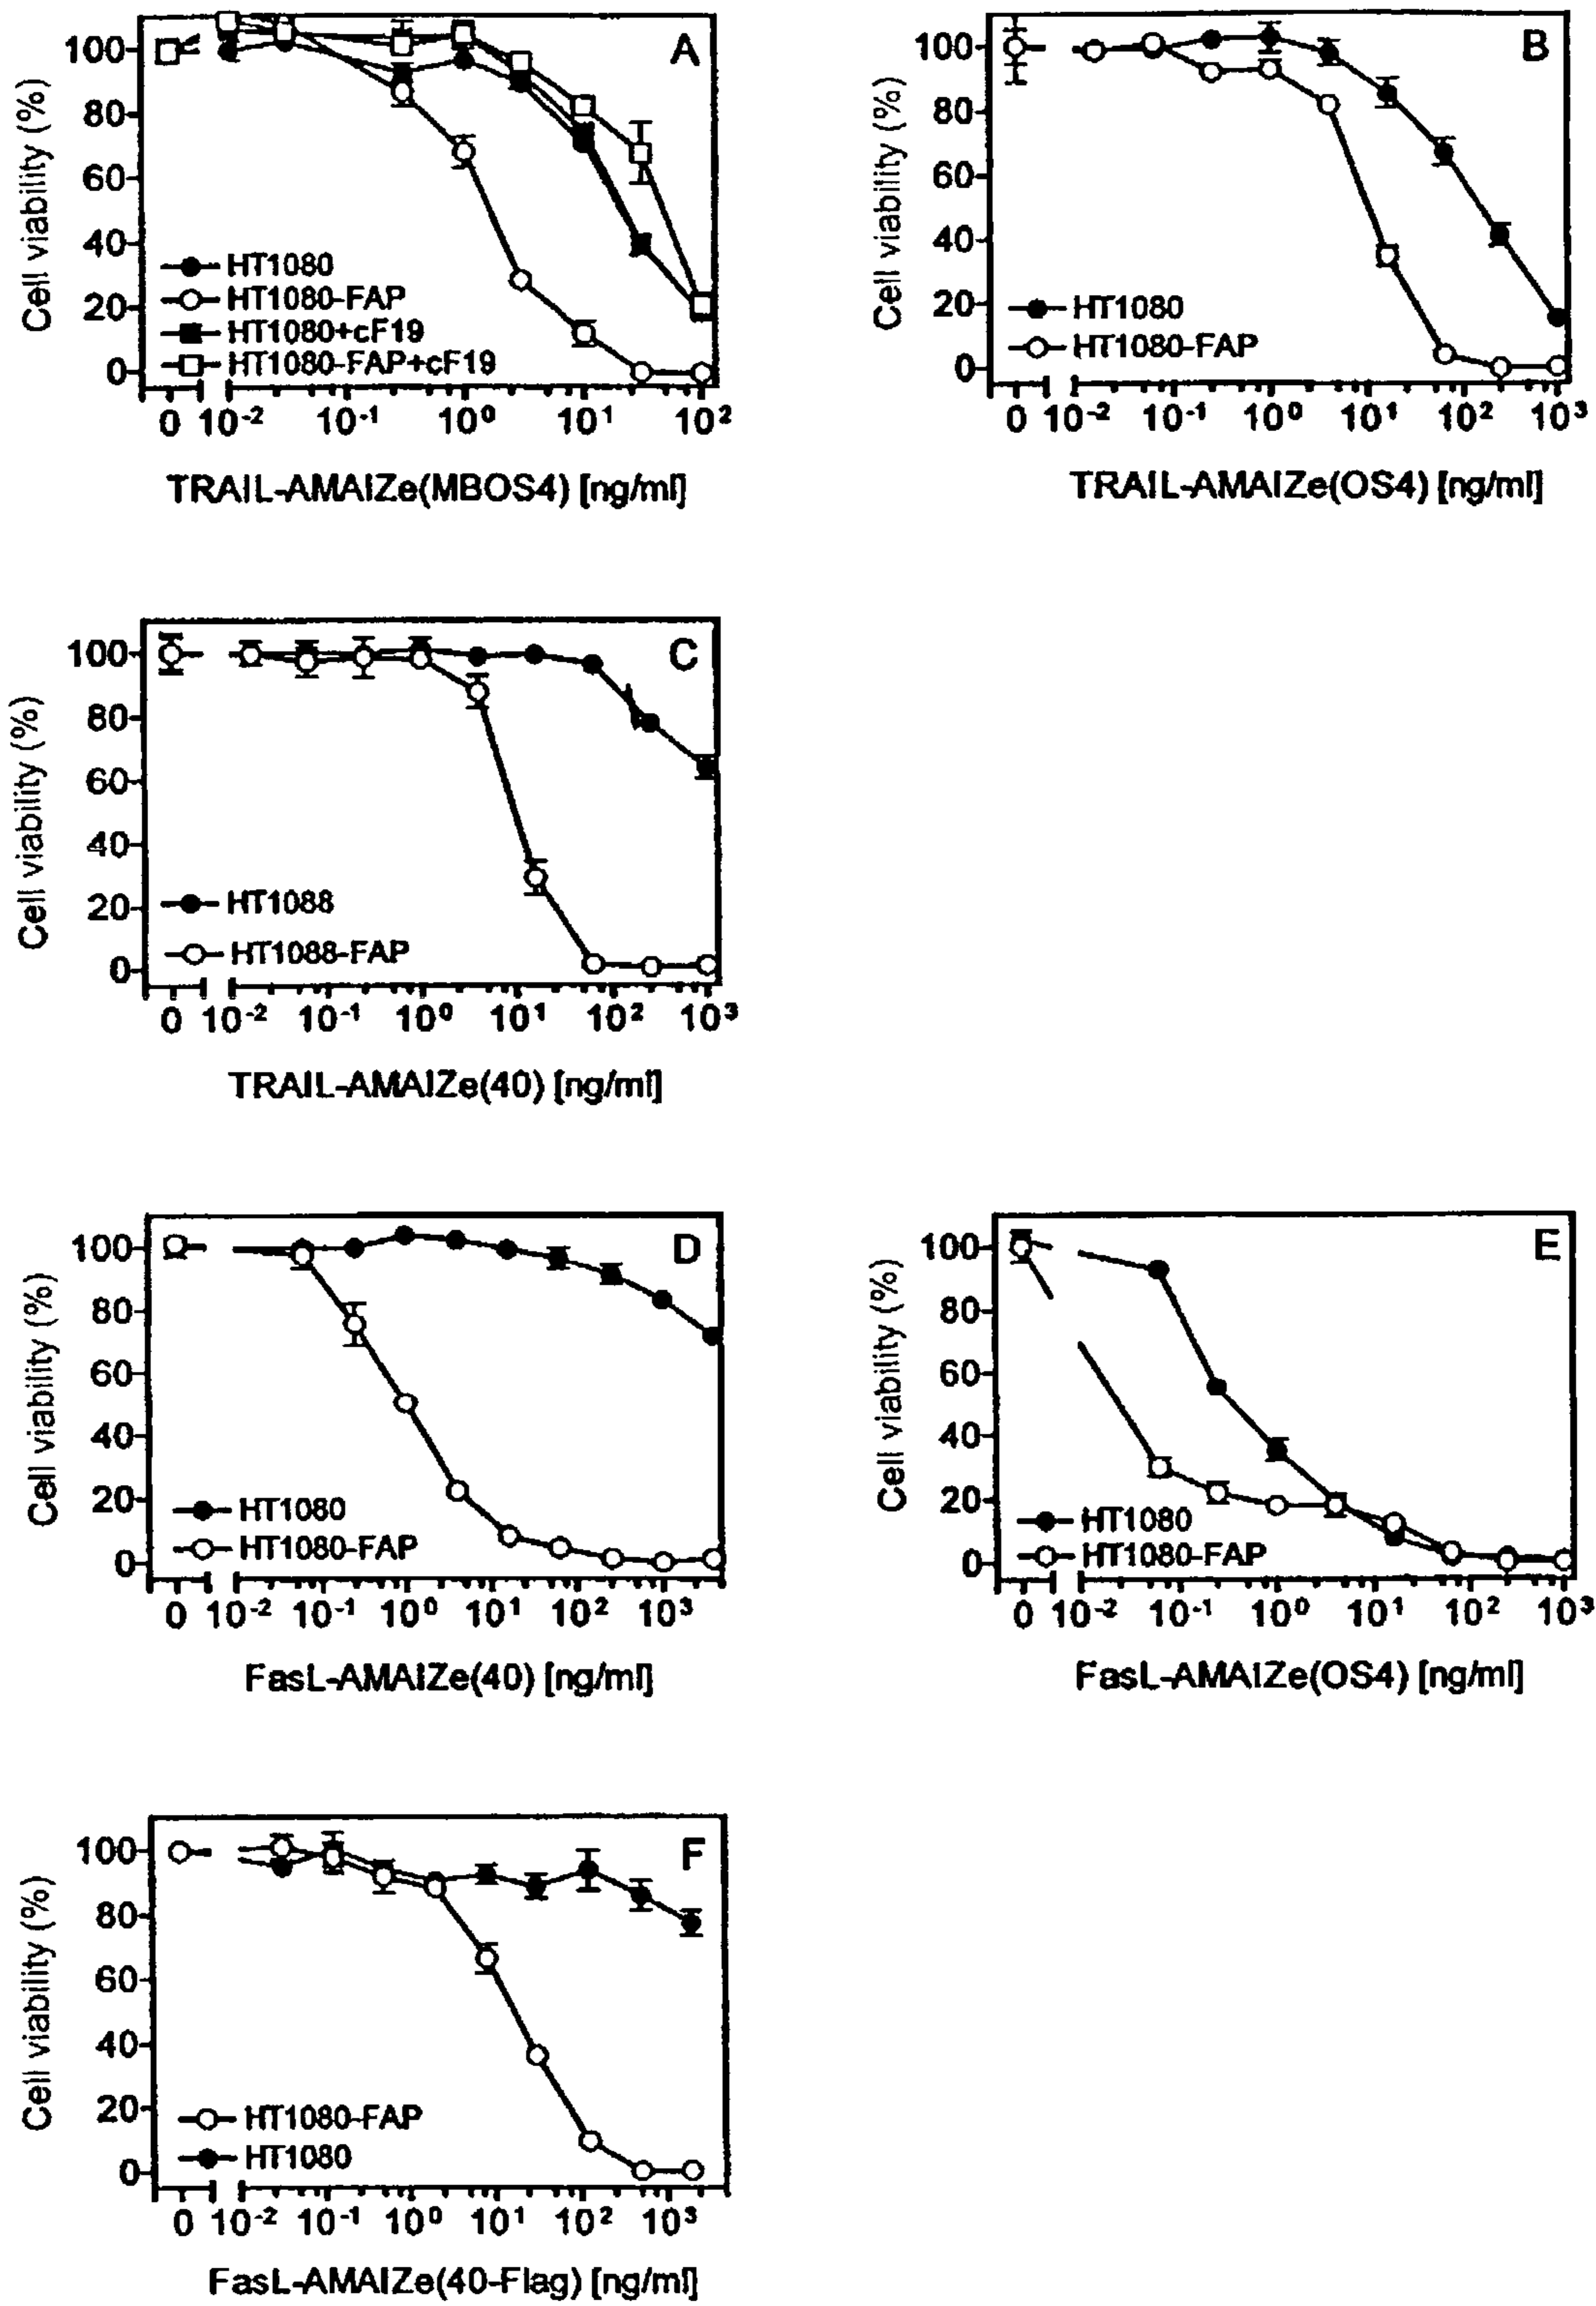 A
Cell viability (%)
100
80
60
40
20
0
HT1080
HT1080-FAP
HT1080+cF19
HT1080-FAP+cF19
0 10-2 10-1 100 101 102
TRAIL-AMAIZe(MBOS4) [ng/ml]
B
Cell viability (%)
100
80
60
40
20
0
HT1080
HT1080-FAP
0 10-2 10-1 100 101 102 103
TRAIL-AMAIZe(OS4) [ng/ml]
C
Cell viability (%)
100
80
60
40
20
0
HT1088
HT1088-FAP
0 10-2 10-1 100 101 102 103
TRAIL-AMAIZe(40) [ng/ml]
D
Cell viability (%)
100
80
60
40
20
0
HT1080
HT1080-FAP
0 10-2 10-1 100 101 102 103
FasL-AMAIZe(40) [ng/ml]
E
Cell viability (%)
100
80
60
40
20
0
HT1080
HT1080-FAP
0 10-2 10-1 100 101 102 103
FasL-AMAIZe(OS4) [ng/ml]
F
Cell viability (%)
100
80
60
40
20
0
HT1080-FAP
HT1080
0 10-2 10-1 100 101 102 103
FasL-AMAIZe(40-Flag) [ng/ml]